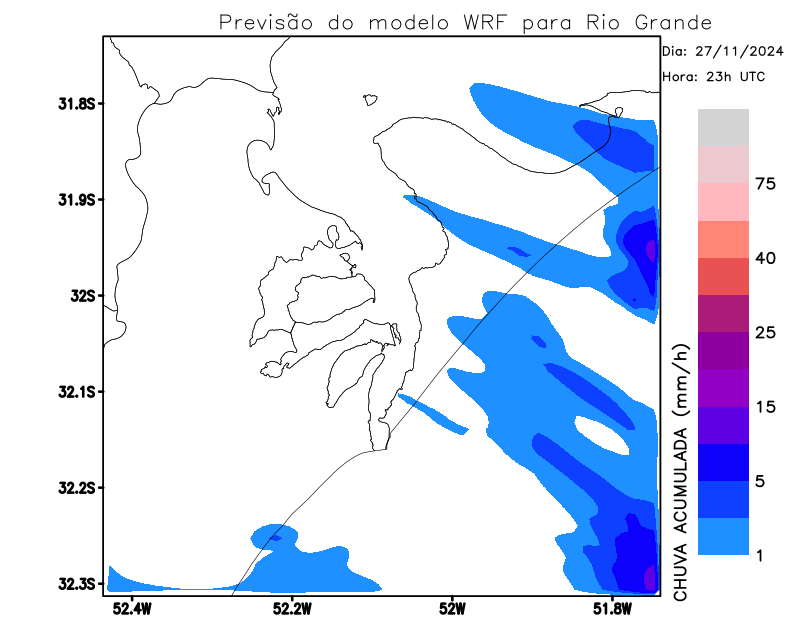 Previsão do modelo WRF para Rio Grande
Dia: 27/11/2024
Hora: 23h UTC
31.8S
31.9S
32S
32.1S
32.2S
32.3S
52.4W
52.2W
52W
51.8W
75
40
25
15
5
1
CHUVA ACUMULADA (mm/h)